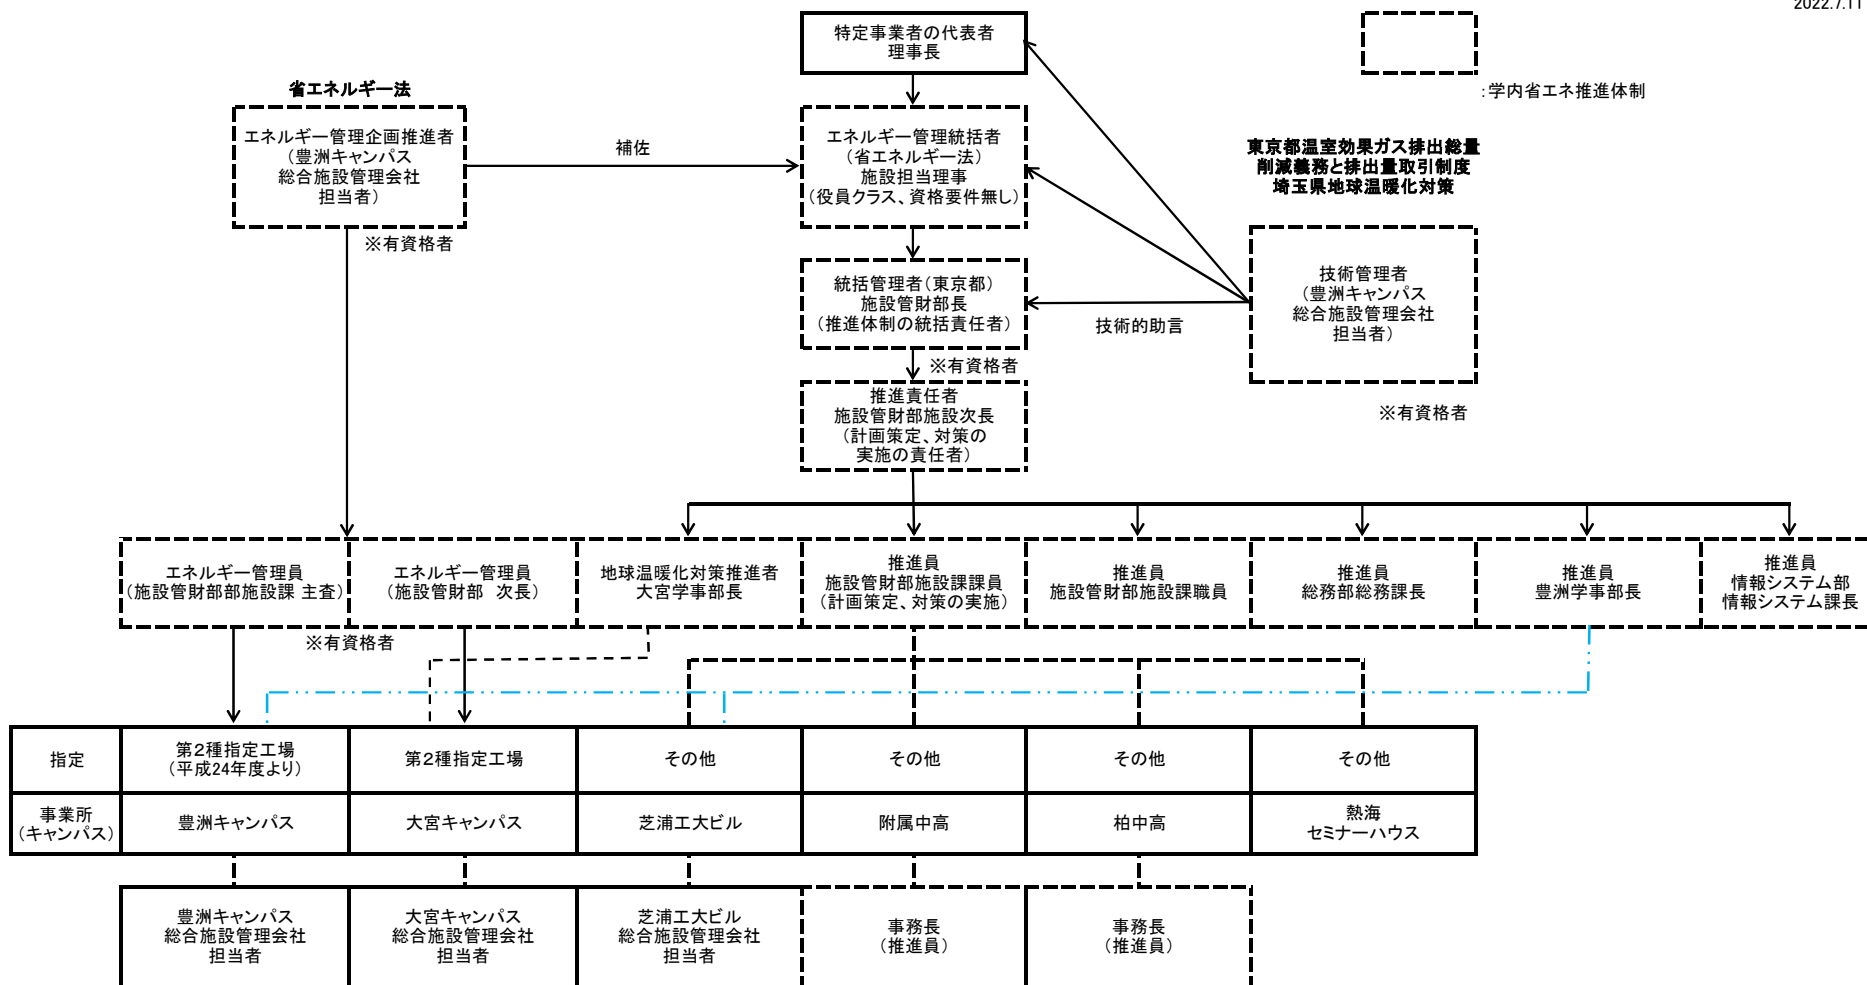 2022.7.11
特定事業者の代表者
理事長
:学内省エネ推進体制
省エネルギー法
エネルギー管理企画推進者
(豊洲キャンパス
総合施設管理会社
担当者)
※有資格者
補佐
エネルギー管理統括者
(省エネルギー法)
施設担当理事
(役員クラス、資格要件無し)
東京都温室効果ガス排出総量
削減義務と排出量取引制度
埼玉県地球温暖化対策
統括管理者(東京都)
施設管財部長
(推進体制の統括責任者)
※有資格者
技術的助言
技術管理者
(豊洲キャンパス
総合施設管理会社
担当者)
※有資格者
推進責任者
施設管財部施設次長
(計画策定、対策の
実施の責任者)
エネルギー管理員
(施設管財部部施設課 主査)
※有資格者
エネルギー管理員
(施設管財部 次長)
地球温暖化対策推進者
大宮学事部長
推進員
施設管財部施設課課員
(計画策定、対策の実施)
推進員
施設管財部施設課職員
推進員
総務部総務課長
推進員
豊洲学事部長
推進員
情報システム部
情報システム課長
指定
第2種指定工場
(平成24年度より)
第2種指定工場
その他
その他
その他
その他
事業所
(キャンパス)
豊洲キャンパス
大宮キャンパス
芝浦工大ビル
附属中高
柏中高
熱海
セミナーハウス
豊洲キャンパス
総合施設管理会社
担当者
大宮キャンパス
総合施設管理会社
担当者
芝浦工大ビル
総合施設管理会社
担当者
事務長
(推進員)
事務長
(推進員)